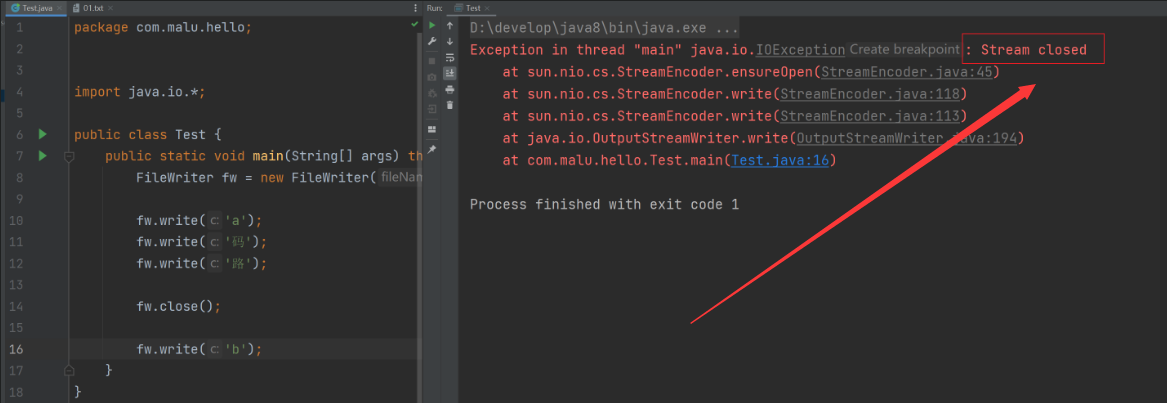 Test.java
01.txt
Run:
Test
1 package com.malu.hello;
2
3
4 import java.io.*;
5
6 public class Test {
7 public static void main(String[] args) th
8 FileWriter fw = new FileWriter( fileNam
9
10 fw.write( c: 'a');
11 fw.write( c: '码');
12 fw.write( c: '路');
13
14 fw.close();
15
16 fw.write( c: 'b');
17 }
18 }
D:\develop\java8\bin\java.exe ...
Exception in thread "main" java.io.IOException Create breakpoint : Stream closed
at sun.nio.cs.StreamEncoder.ensureOpen(StreamEncoder.java:45)
at sun.nio.cs.StreamEncoder.write(StreamEncoder.java:118)
at sun.nio.cs.StreamEncoder.write(StreamEncoder.java:113)
at java.io.OutputStreamWriter.write(OutputStreamWriter.java:194)
at com.malu.hello.Test.main(Test.java:16)
Process finished with exit code 1